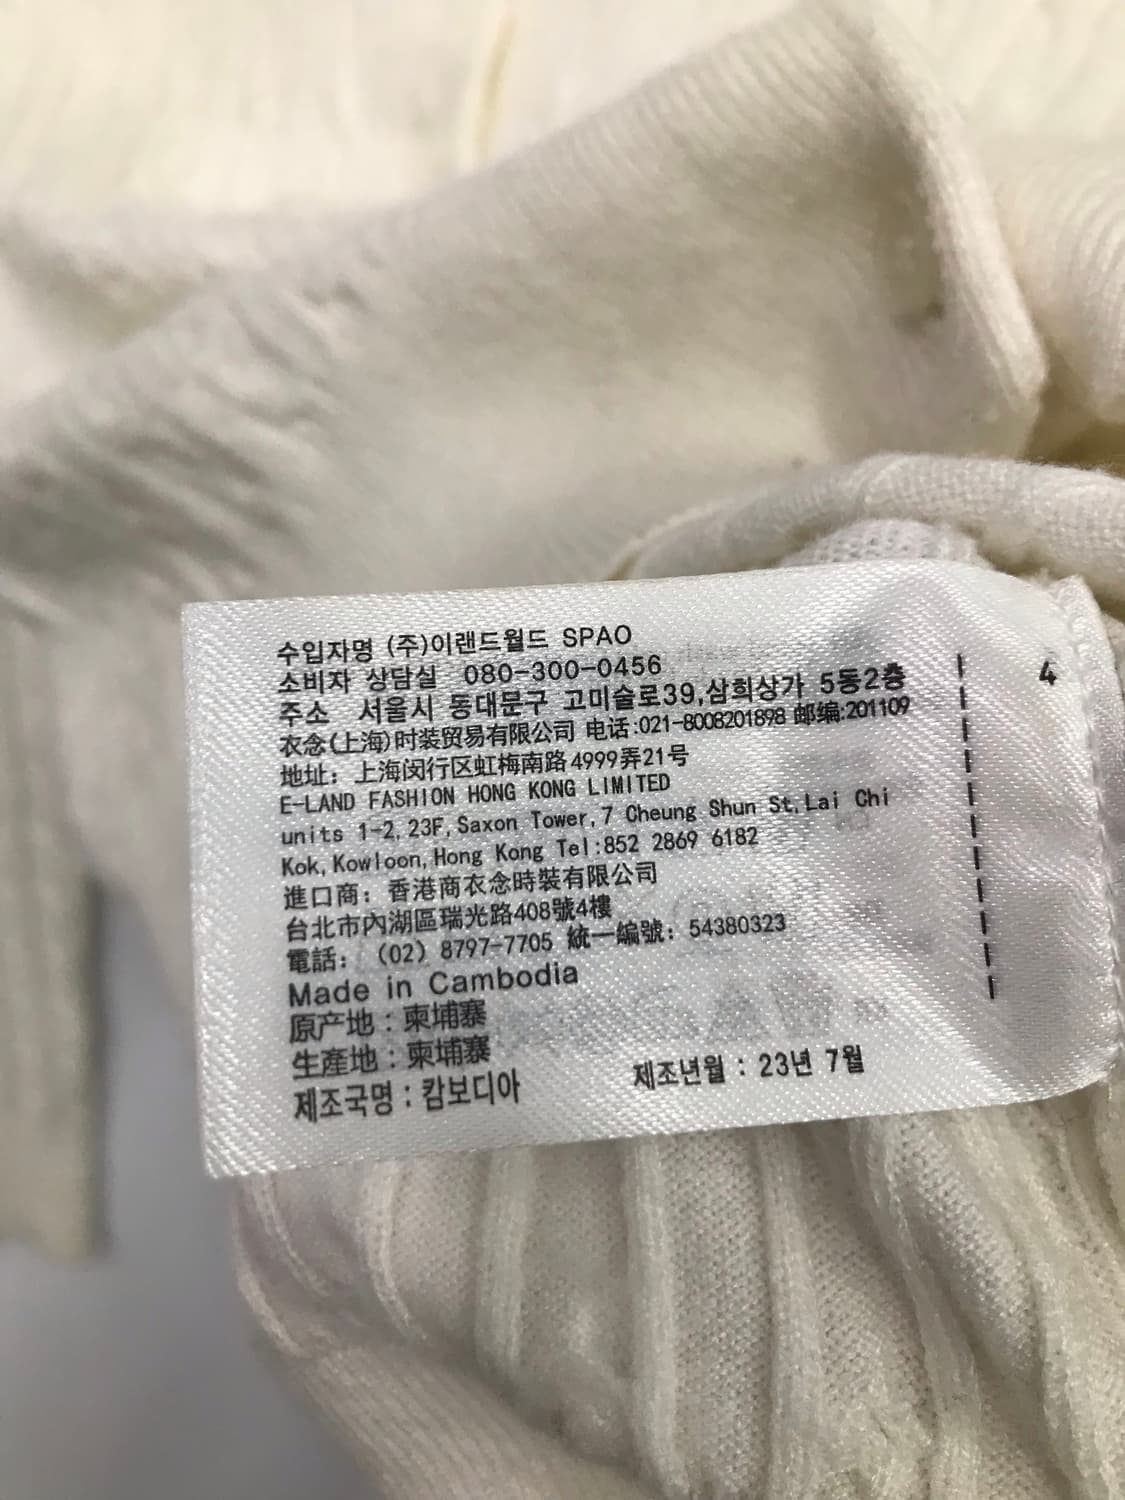 수입자명 (주)이랜드월드 SPAO
소비자 상담실 080-300-0456
주소 서울시 동대문구 고미술로39,삼희상가 5동2층
衣念(上海)时装贸易有限公司 电话:021-8008201898 邮编:201109
地址: 上海闵行区虹梅南路4999弄21号
E-LAND FASHION HONG KONG LIMITED
units 1-2,23F,Saxon Tower,7 Cheung Shun St,Lai Chi
Kok,Kowloon,Hong Kong Tel:852 2869 6182
進口商: 香港商衣念時裝有限公司
台北市內湖區瑞光路408號4樓
電話: (02) 8797-7705 統一編號: 54380323
Made in Cambodia
原产地:柬埔寨
生產地:柬埔寨
제조국명:캄보디아 제조년월 : 23년 7월
4